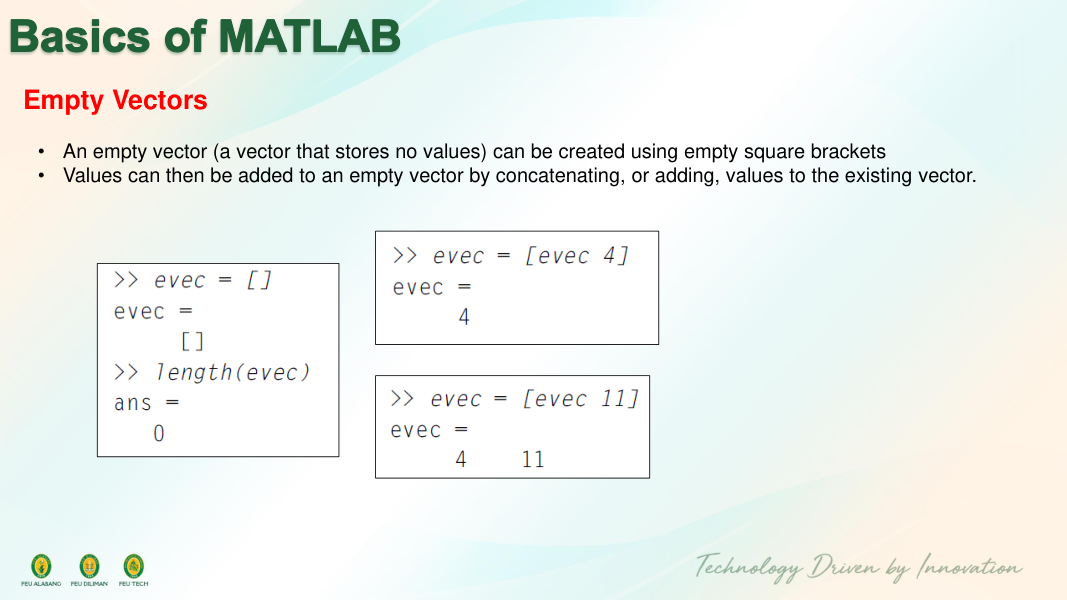 Basics of MATLAB
Empty Vectors
• An empty vector (a vector that stores no values) can be created using empty square brackets
• Values can then be added to an empty vector by concatenating, or adding, values to the existing vector.
>> evec = []
evec =
[]
>> length(evec)
ans =
0
>> evec = [evec 4]
evec =
4
>> evec = [evec 11]
evec =
4 11
FEU ALABANG FEU DILIMAN FEU TECH
Technology Driven by Innovation